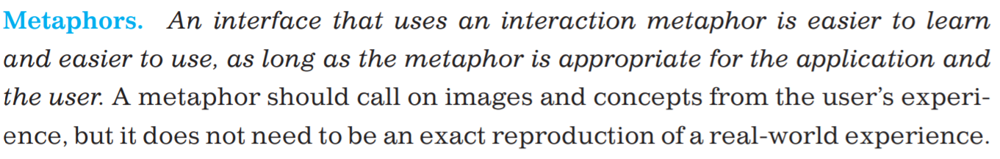 Metaphors. An interface that uses an interaction metaphor is easier to learn
and easier to use, as long as the metaphor is appropriate for the application and
the user. A metaphor should call on images and concepts from the user’s experi-
ence, but it does not need to be an exact reproduction of a real-world experience.